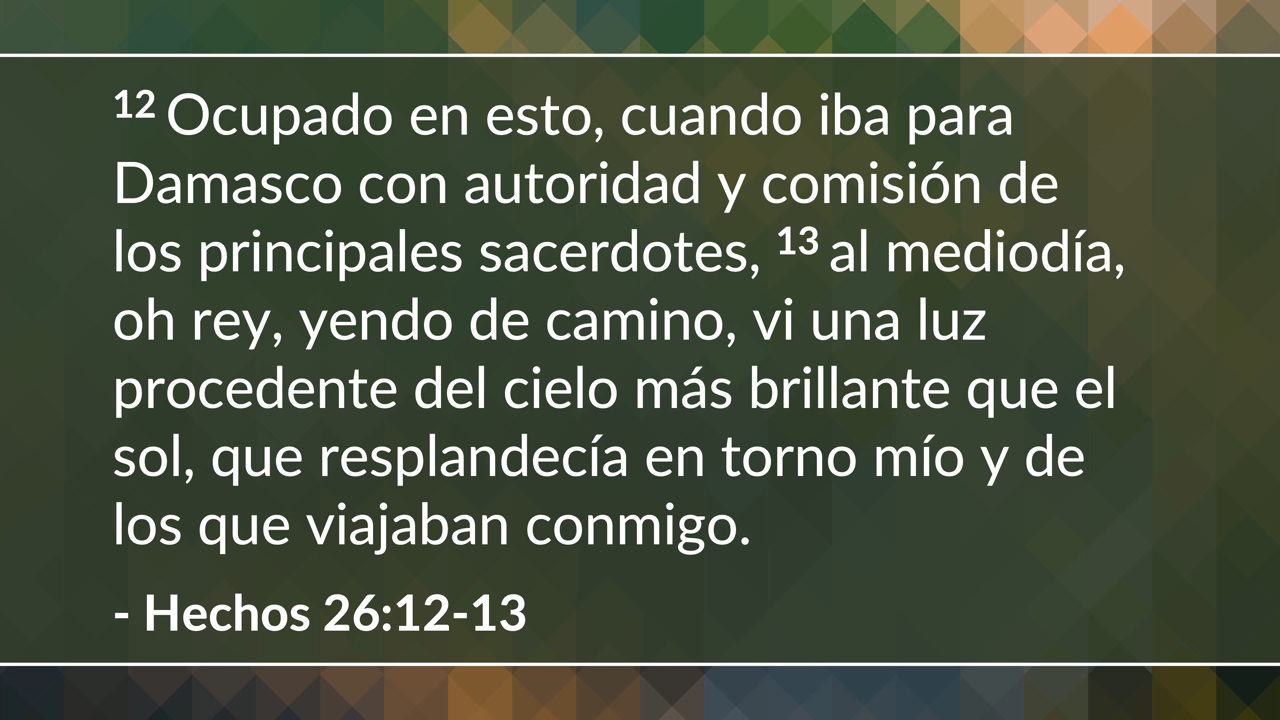 12 Ocupado en esto, cuando iba para
Damasco con autoridad y comisión de
los principales sacerdotes, 13 al mediodía,
oh rey, yendo de camino, vi una luz
procedente del cielo más brillante que el
sol, que resplandecía en torno mío y de
los que viajaban conmigo.
- Hechos 26:12-13